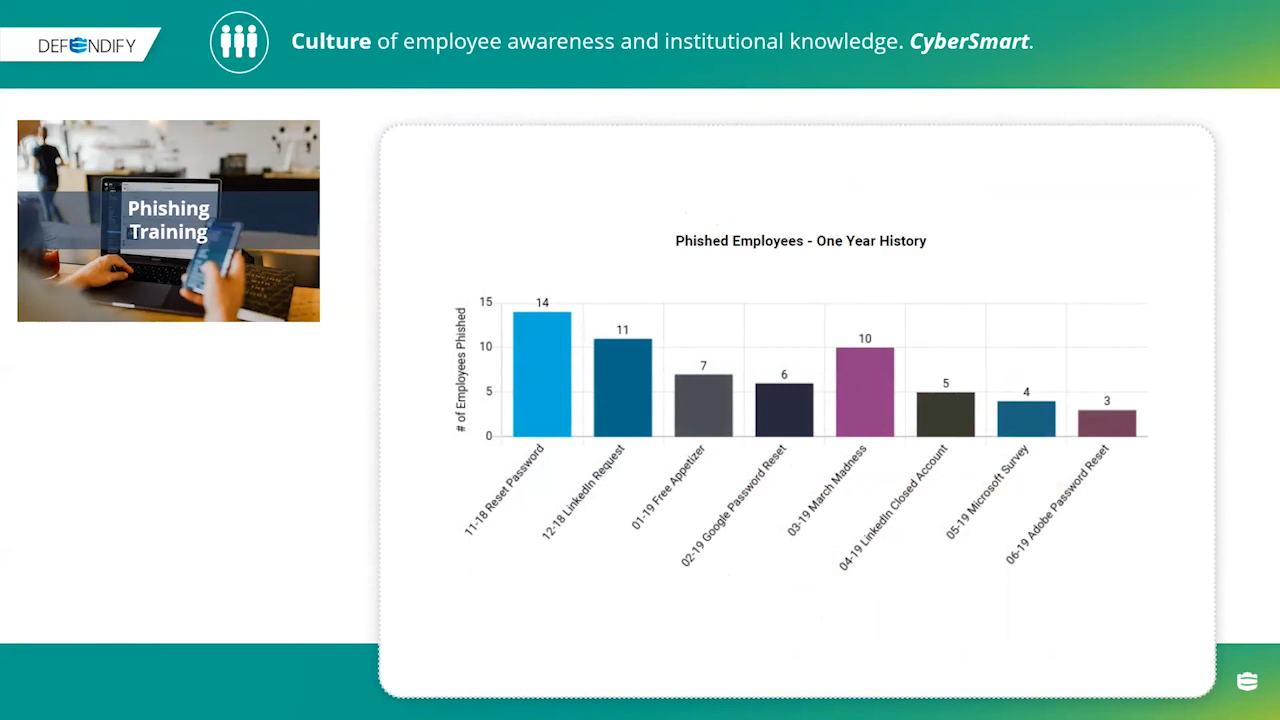 DEFENDIFY
Culture of employee awareness and institutional knowledge. CyberSmart.
Phishing
Training
Phished Employees - One Year History
# of Employees Phished
15
10
5
0
14
11
7
6
10
5
4
3
11-18 Reset Password
12-18 LinkedIn Request
01-19 Free Appetizer
02-19 Google Password Reset
03-19 March Madness
04-19 LinkedIn Closed Account
05-19 Microsoft Survey
06-19 Adobe Password Reset